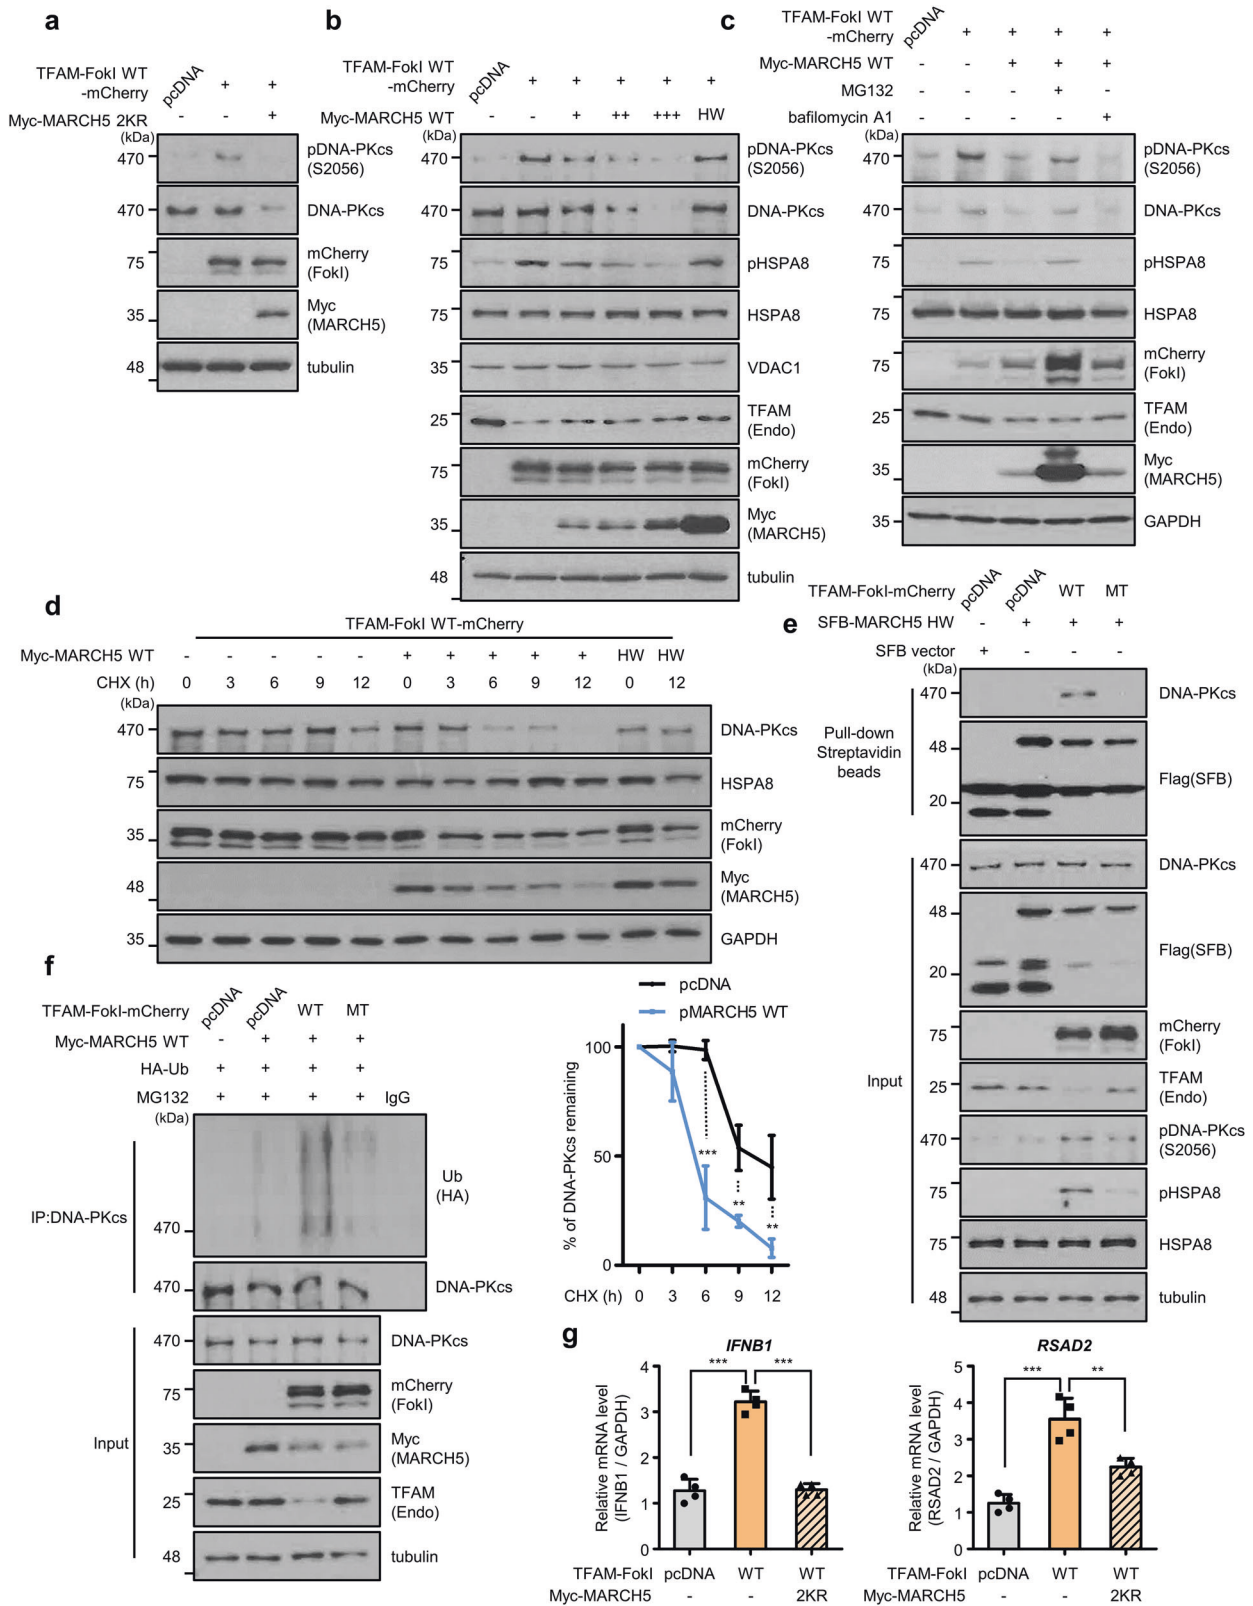 a
TFAM-FokI WT
-mCherry
pcDNA + +
Myc-MARCH5 2KR - - +
(kDa)
470 pDNA-PKcs
(S2056)
470 DNA-PKcs
75 mCherry
(FokI)
35 Myc
(MARCH5)
48 tubulin
b
TFAM-FokI WT
-mCherry
pcDNA + + + + +
Myc-MARCH5 WT - - + ++ +++ HW
(kDa)
470 pDNA-PKcs
(S2056)
470 DNA-PKcs
75 pHSPA8
75 HSPA8
35 VDAC1
25 TFAM
(Endo)
75 mCherry
(FokI)
35 Myc
(MARCH5)
48 tubulin
c
TFAM-FokI WT
-mCherry
pcDNA + + + +
Myc-MARCH5 WT - - + + +
MG132 - - - + -
bafilomycin A1 - - - - +
(kDa)
470 pDNA-PKcs
(S2056)
470 DNA-PKcs
75 pHSPA8
75 HSPA8
75 mCherry
(FokI)
25 TFAM
(Endo)
35 Myc
(MARCH5)
35 GAPDH
d
TFAM-FokI WT-mCherry
Myc-MARCH5 WT - - - - - + + + + + HW HW
CHX (h) 0 3 6 9 12 0 3 6 9 12 0 12
(kDa)
470 DNA-PKcs
75 HSPA8
35 mCherry
(FokI)
48 Myc
(MARCH5)
35 GAPDH
pcDNA
pMARCH5 WT
% of DNA-PKcs remaining
100
50
0
***
**
**
CHX (h) 0 3 6 9 12
e
TFAM-FokI-mCherry pcDNA pcDNA WT MT
SFB-MARCH5 HW - + + +
SFB vector + - - -
(kDa)
Pull-down
Streptavidin
beads
470 DNA-PKcs
48
Flag(SFB)
20
Input
470 DNA-PKcs
48
Flag(SFB)
20
75 mCherry
(FokI)
25 TFAM
(Endo)
470 pDNA-PKcs
(S2056)
75 pHSPA8
75 HSPA8
48 tubulin
f
TFAM-FokI-mCherry pcDNA pcDNA WT MT
Myc-MARCH5 WT - + + +
HA-Ub + + + +
MG132 + + + + IgG
(kDa)
IP:DNA-PKcs
Ub
(HA)
470
470 DNA-PKcs
Input
470 DNA-PKcs
75 mCherry
(FokI)
35 Myc
(MARCH5)
25 TFAM
(Endo)
48 tubulin
g
IFNB1
Relative mRNA level
(IFNB1 / GAPDH)
4
3
2
1
0
*** ***
TFAM-FokI pcDNA WT WT
Myc-MARCH5 - - 2KR
RSAD2
Relative mRNA level
(RSAD2 / GAPDH)
5
4
3
2
1
0
*** **
TFAM-FokI pcDNA WT WT
Myc-MARCH5 - - 2KR